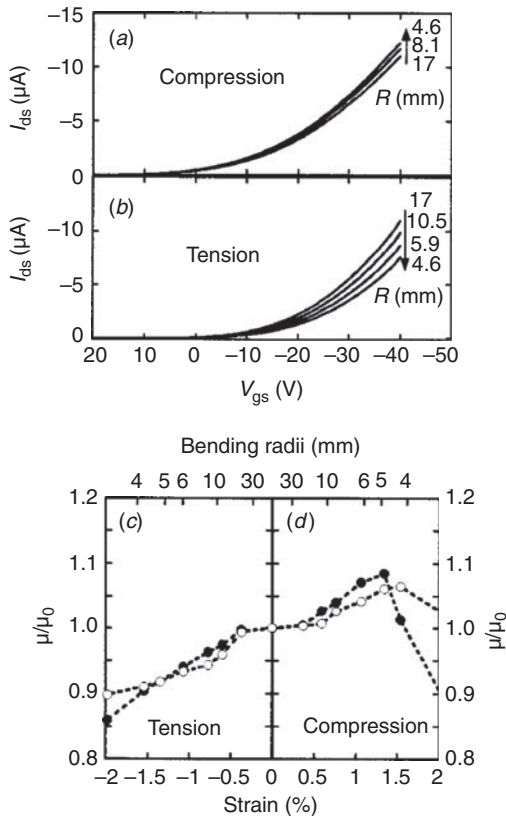 −15
(a)
4.6
8.1
17
−10
Compression
R (mm)
I_ds (μA)
−5
0
(b)
17
10.5
5.9
4.6
−10
Tension
R (mm)
I_ds (μA)
−5
0
20 10 0 −10 −20 −30 −40 −50
V_gs (V)
Bending radii (mm)
4 5 6 10 30 30 10 6 5 4
1.2 (c) (d) 1.2
1.1 1.1
μ/μ₀ 1.0 1.0 μ/μ₀
0.9 0.9
Tension Compression
0.8 0.8
−2 −1.5 −1 −0.5 0 0.5 1 1.5 2
Strain (%)